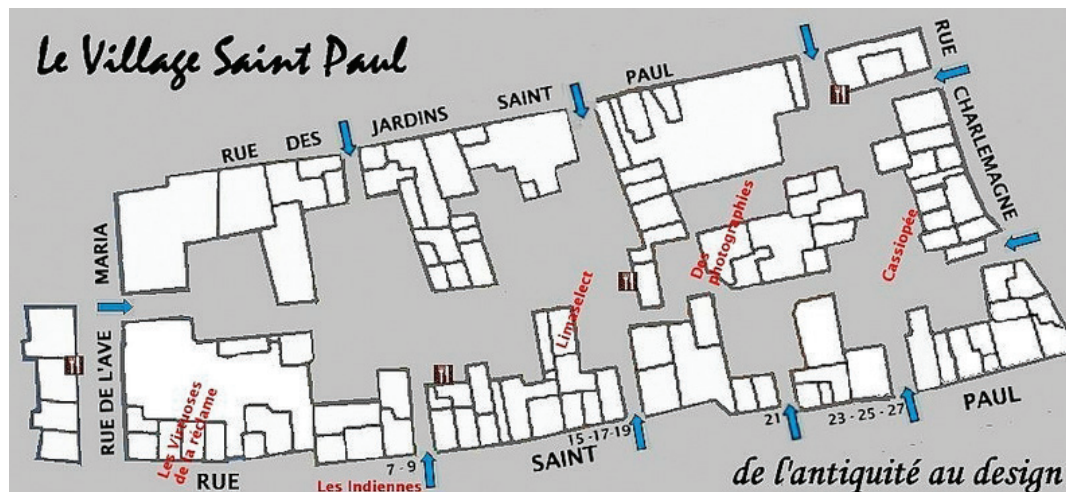 Le Village Saint Paul
RUE DES JARDINS SAINT PAUL
RUE CHARLEMAGNE
RUE DE L'AVE MARIA
Limaselect
Des
photographies
Cassiopée
Les Virtuoses
de la réclame
7 - 9
Les Indiennes
15 -17-19
21
23 - 25 - 27
RUE SAINT PAUL
de l'antiquité au design